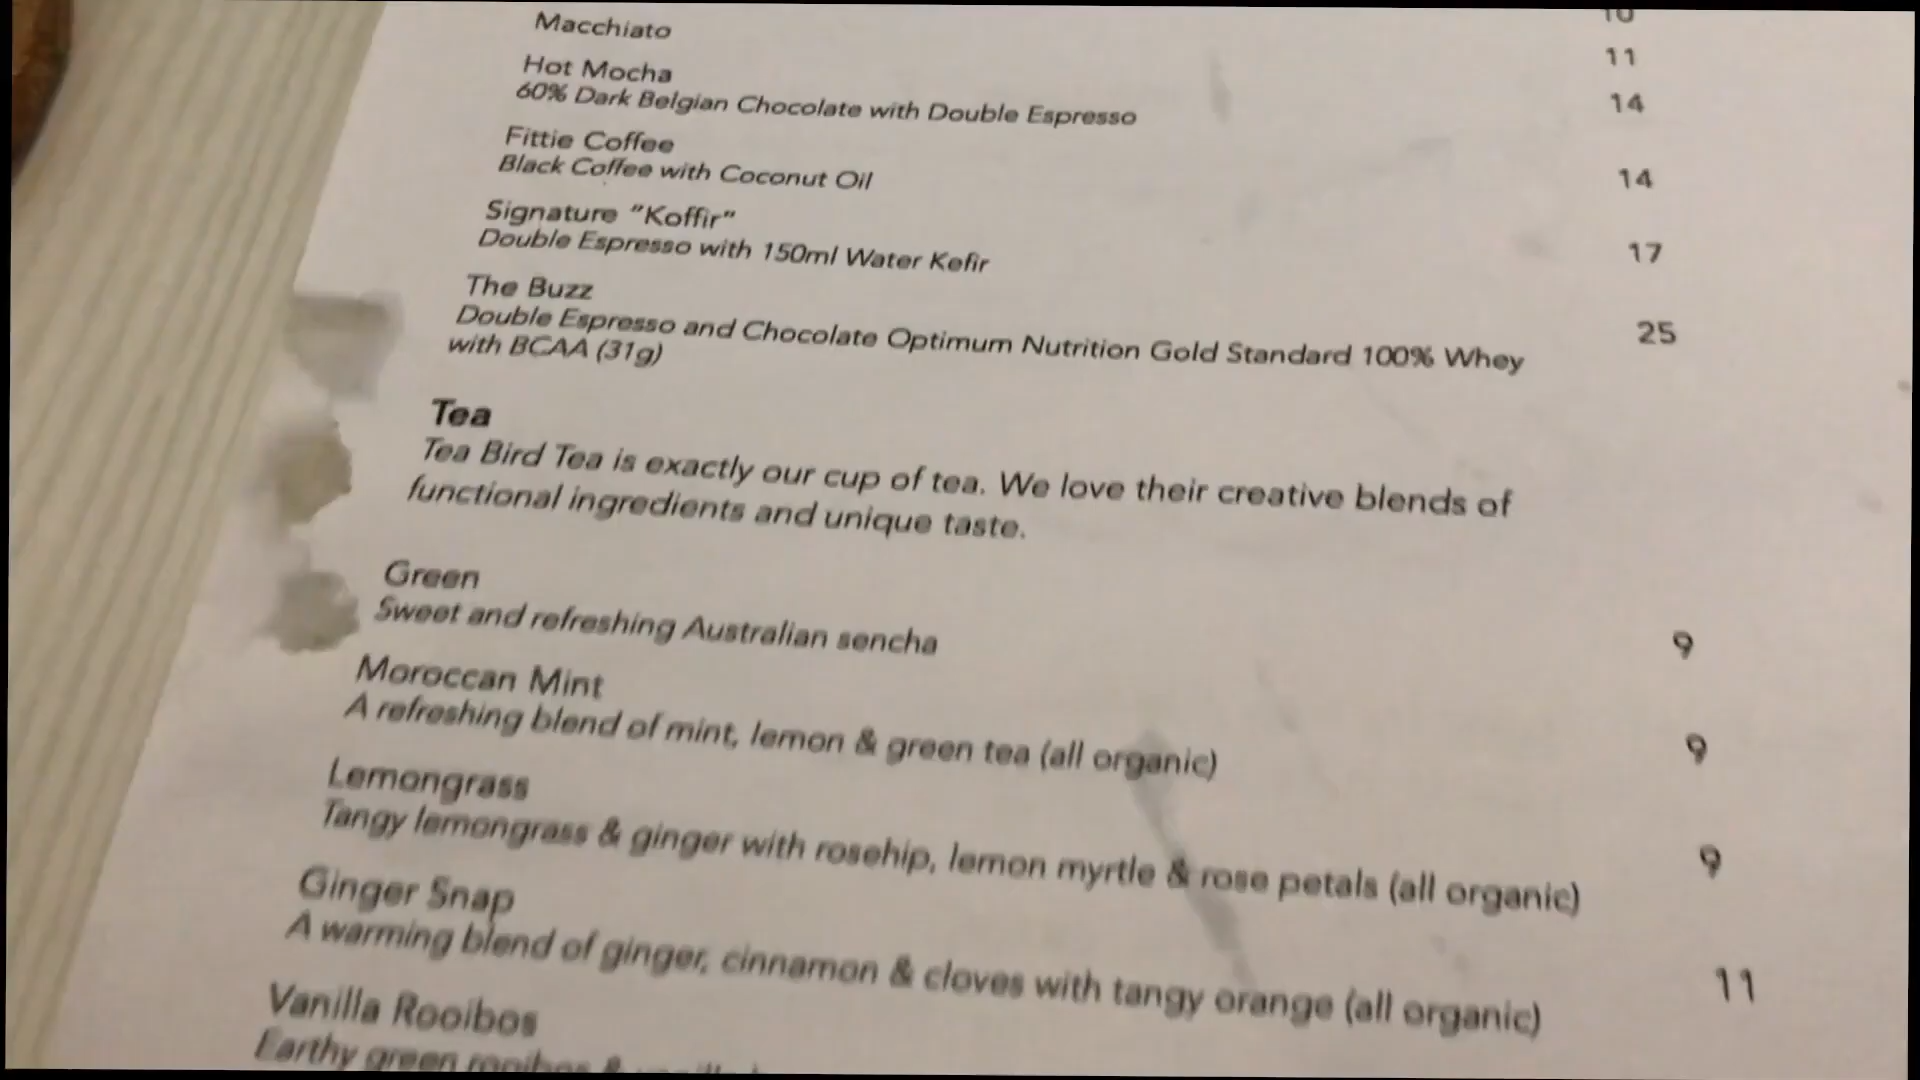 10
Macchiato 11
Hot Mocha 14
60% Dark Belgian Chocolate with Double Espresso
Fittie Coffee 14
Black Coffee with Coconut Oil
Signature "Koffir" 17
Double Espresso with 150ml Water Kefir
The Buzz 25
Double Espresso and Chocolate Optimum Nutrition Gold Standard 100% Whey
with BCAA (31g)
Tea
Tea Bird Tea is exactly our cup of tea. We love their creative blends of
functional ingredients and unique taste.
Green 9
Sweet and refreshing Australian sencha
Moroccan Mint 9
A refreshing blend of mint, lemon & green tea (all organic)
Lemongrass 9
Tangy lemongrass & ginger with rosehip, lemon myrtle & rose petals (all organic)
Ginger Snap 11
A warming blend of ginger, cinnamon & cloves with tangy orange (all organic)
Vanilla Rooibos
Earthy green rooibos & vanilla